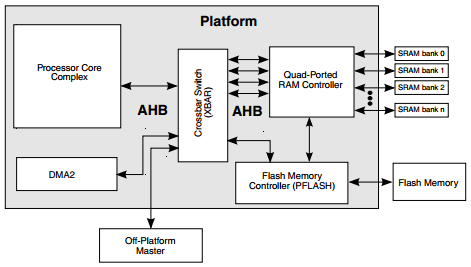 Platform
Processor Core
Complex
AHB
Crossbar Switch
(XBAR)
AHB
Quad-Ported
RAM Controller
SRAM bank 0
SRAM bank 1
SRAM bank 2
SRAM bank n
DMA2
Flash Memory
Controller (PFLASH)
Flash Memory
Off-Platform
Master